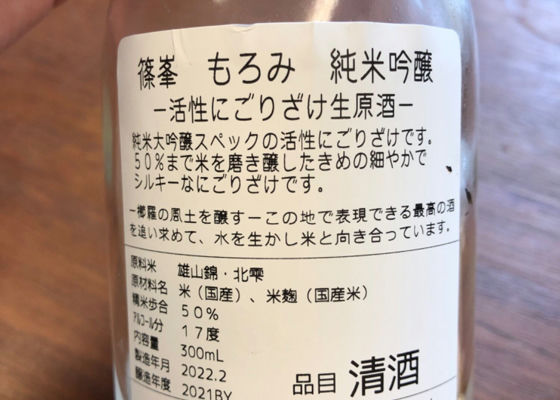 篠峯　もろみ　純米吟醸
ー活性にごりざけ生原酒ー
純米大吟醸スペックの活性にごりざけです。
50%まで米を磨き醸したきめの細やかで
シルキーなにごりざけです。
ー櫛羅の風土を醸すーこの地で表現できる最高の酒
を追い求めて、水を生かし米と向き合っています。
原料米　雄山錦・北雫
原材料名　米（国産）、米麹（国産米）
精米歩合　50%
アルコール分　17度
内容量　300mL
製造年月　2022.2
醸造年度　2021BY
品目　清酒